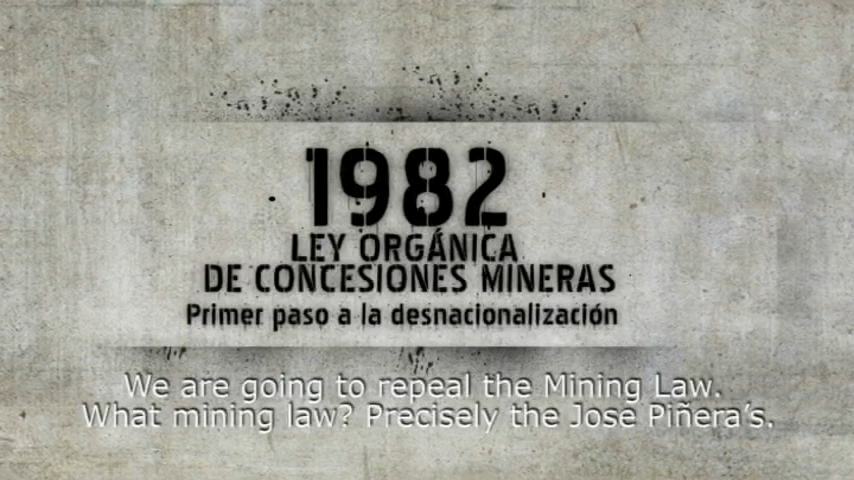 1982
LEY ORGÁNICA
DE CONCESIONES MINERAS
Primer paso a la desnacionalización
We are going to repeal the Mining Law.
What mining law? Precisely the Jose Piñera's.